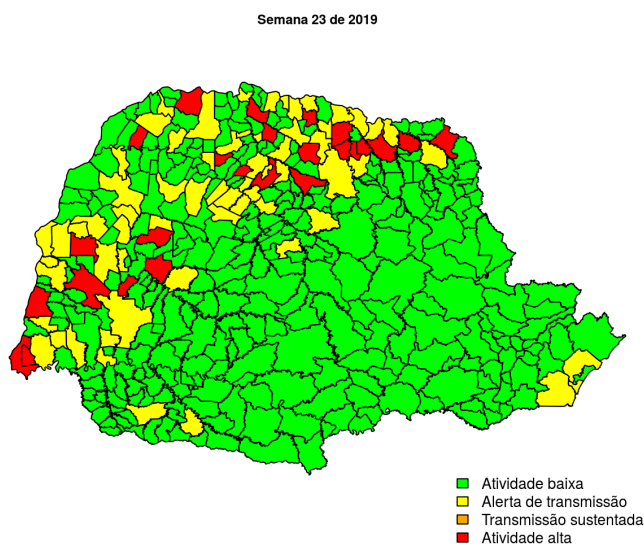 Semana 23 de 2019
Atividade baixa
Alerta de transmissão
Transmissão sustentada
Atividade alta